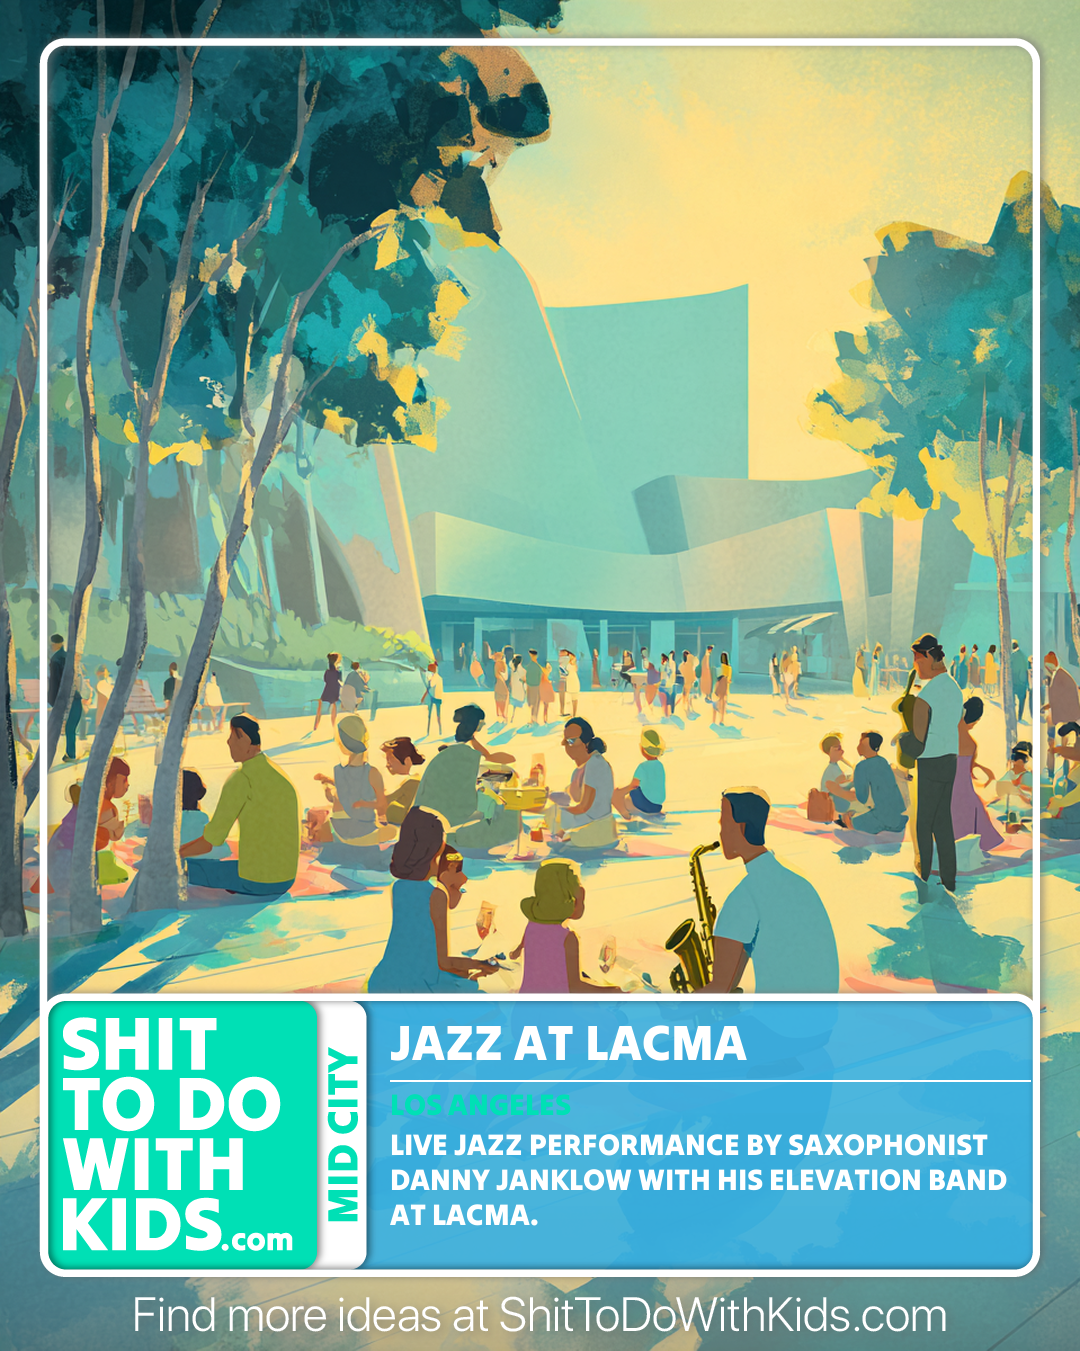 SHIT
TO DO
WITH
KIDS.com
MID CITY
JAZZ AT LACMA
LOS ANGELES
LIVE JAZZ PERFORMANCE BY SAXOPHONIST
DANNY JANKLOW WITH HIS ELEVATION BAND
AT LACMA.
Find more ideas at ShitToDoWithKids.com